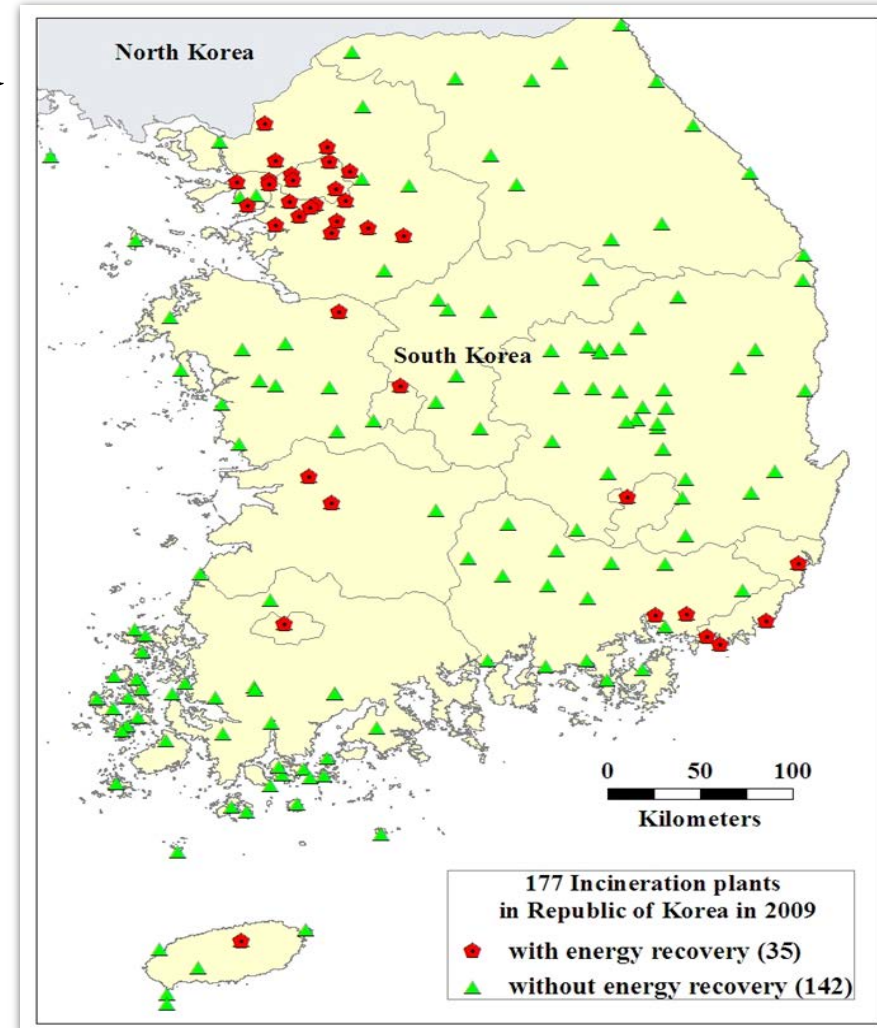 North Korea
South Korea
0 50 100
Kilometers
177 Incineration plants
in Republic of Korea in 2009
with energy recovery (35)
without energy recovery (142)